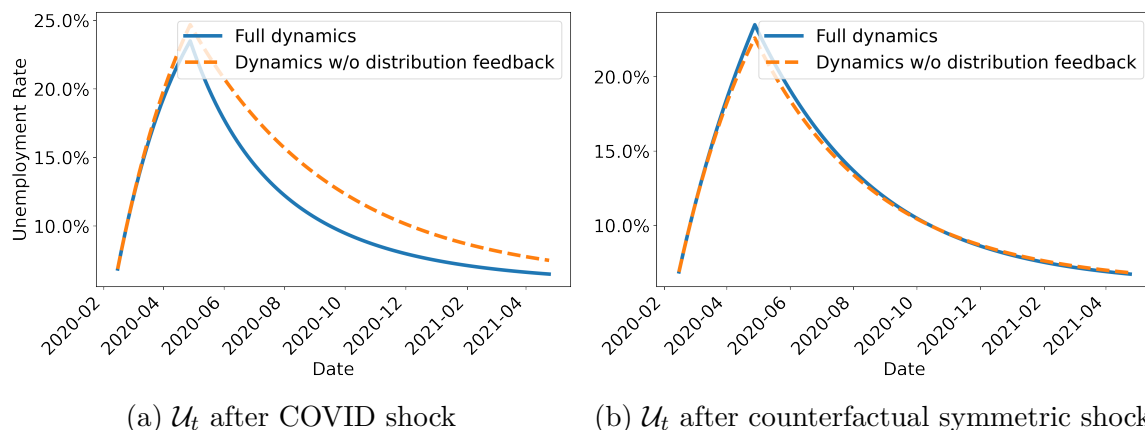 25.0%
20.0%
15.0%
10.0%
Unemployment Rate
Full dynamics
Dynamics w/o distribution feedback
2020-02
2020-04
2020-06
2020-08
2020-10
2020-12
2021-02
2021-04
Date
(a) 𝒰t after COVID shock
20.0%
15.0%
10.0%
Full dynamics
Dynamics w/o distribution feedback
2020-02
2020-04
2020-06
2020-08
2020-10
2020-12
2021-02
2021-04
Date
(b) 𝒰t after counterfactual symmetric shock